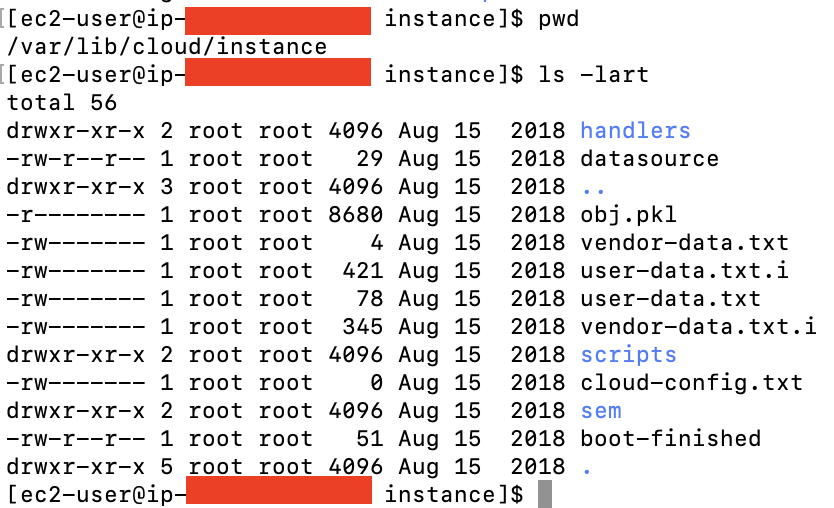 [[ec2-user@ip- instance]$ pwd
/var/lib/cloud/instance
[[ec2-user@ip- instance]$ ls -lart
total 56
drwxr-xr-x 2 root root 4096 Aug 15  2018 handlers
-rw-r--r-- 1 root root   29 Aug 15  2018 datasource
drwxr-xr-x 3 root root 4096 Aug 15  2018 ..
-r-------- 1 root root 8680 Aug 15  2018 obj.pkl
-rw------- 1 root root    4 Aug 15  2018 vendor-data.txt
-rw------- 1 root root  421 Aug 15  2018 user-data.txt.i
-rw------- 1 root root   78 Aug 15  2018 user-data.txt
-rw------- 1 root root  345 Aug 15  2018 vendor-data.txt.i
drwxr-xr-x 2 root root 4096 Aug 15  2018 scripts
-rw------- 1 root root    0 Aug 15  2018 cloud-config.txt
drwxr-xr-x 2 root root 4096 Aug 15  2018 sem
-rw-r--r-- 1 root root   51 Aug 15  2018 boot-finished
drwxr-xr-x 5 root root 4096 Aug 15  2018 .
[ec2-user@ip- instance]$